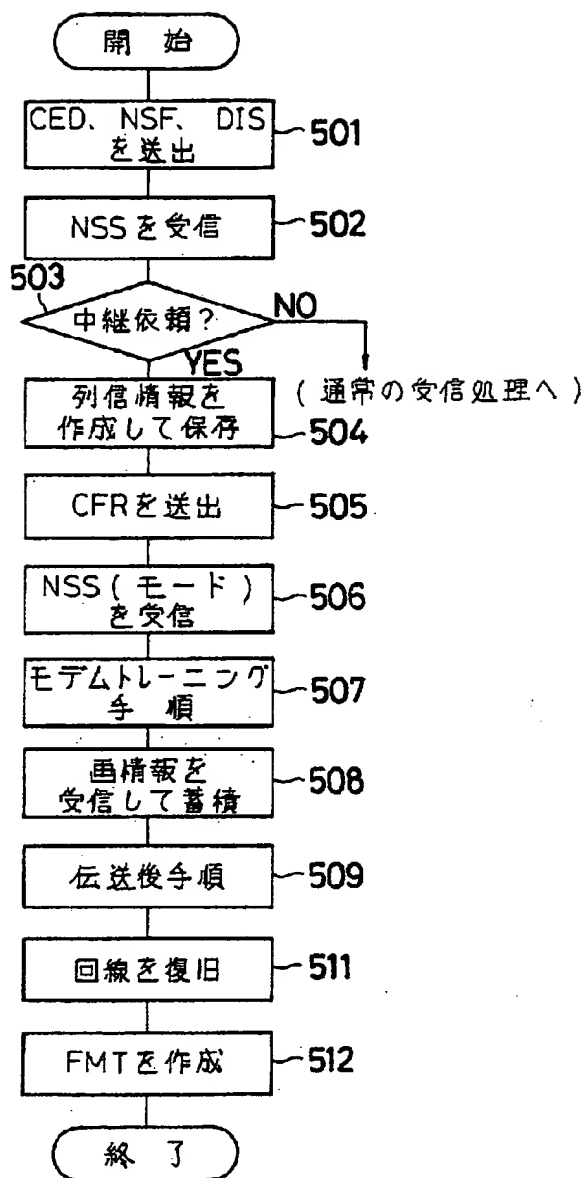 開 始
CED、NSF、DIS
を送出
501
NSSを受信
502
503
中継依頼?
NO
YES
(通常の受信処理へ)
列信情報を
作成して保存
504
CFRを送出
505
NSS(モード)
を受信
506
モデムトレーニング
手 順
507
画情報を
受信して蓄積
508
伝送後手順
509
回線を復旧
511
FMTを作成
512
終 了